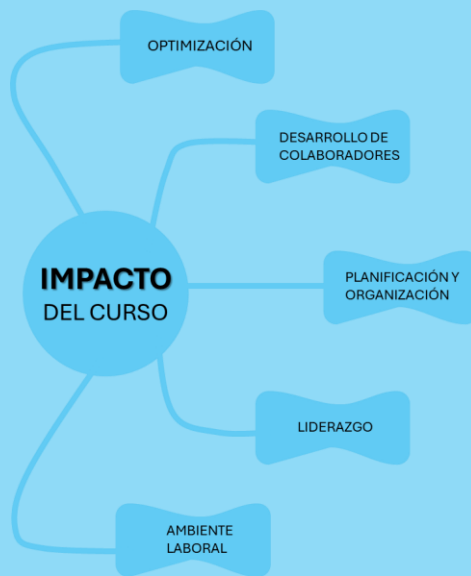 OPTIMIZACIÓN
DESARROLLO DE
COLABORADORES
IMPACTO
DEL CURSO
PLANIFICACIÓN Y
ORGANIZACIÓN
LIDERAZGO
AMBIENTE
LABORAL